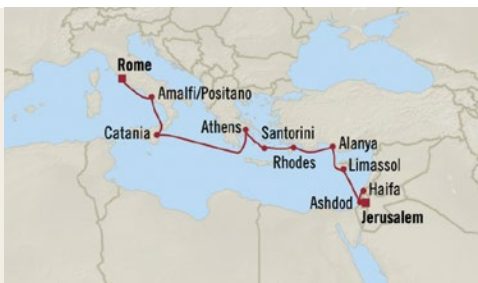 Rome
Amalfi/Positano
Catania
Athens
Santorini
Rhodes
Alanya
Limassol
Haifa
Ashdod
Jerusalem